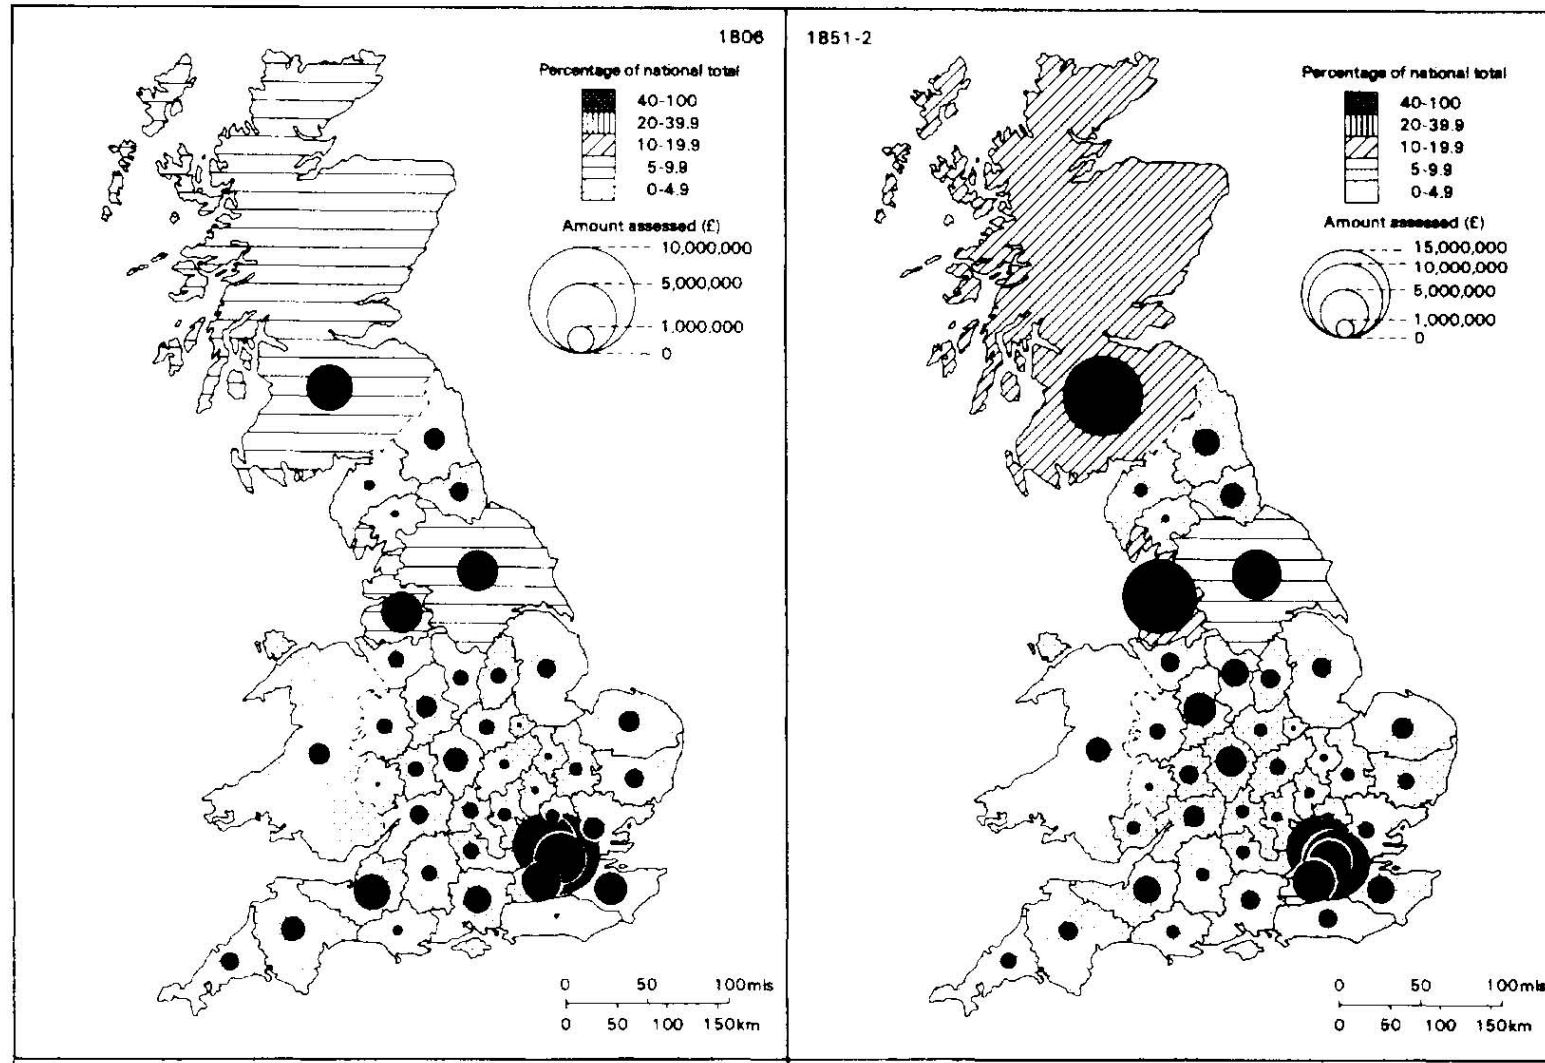 1806
Percentage of national total
40-100
20-39.9
10-19.9
5-9.9
0-4.9
Amount assessed (£)
10,000,000
5,000,000
1,000,000
0
0 50 100mls
0 50 100 150km
1851-2
Percentage of national total
40-100
20-39.9
10-19.9
5-9.9
0-4.9
Amount assessed (£)
15,000,000
10,000,000
5,000,000
1,000,000
0
0 50 100mls
0 50 100 150km